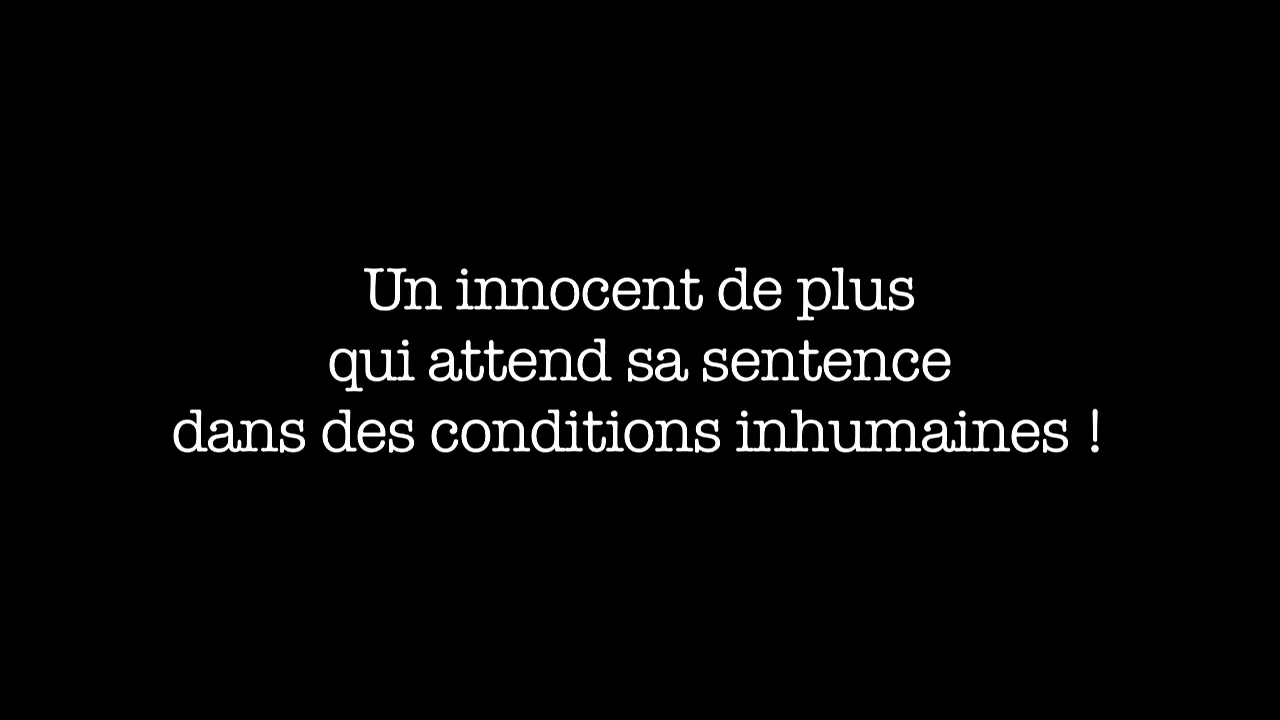 Un innocent de plus
qui attend sa sentence
dans des conditions inhumaines !